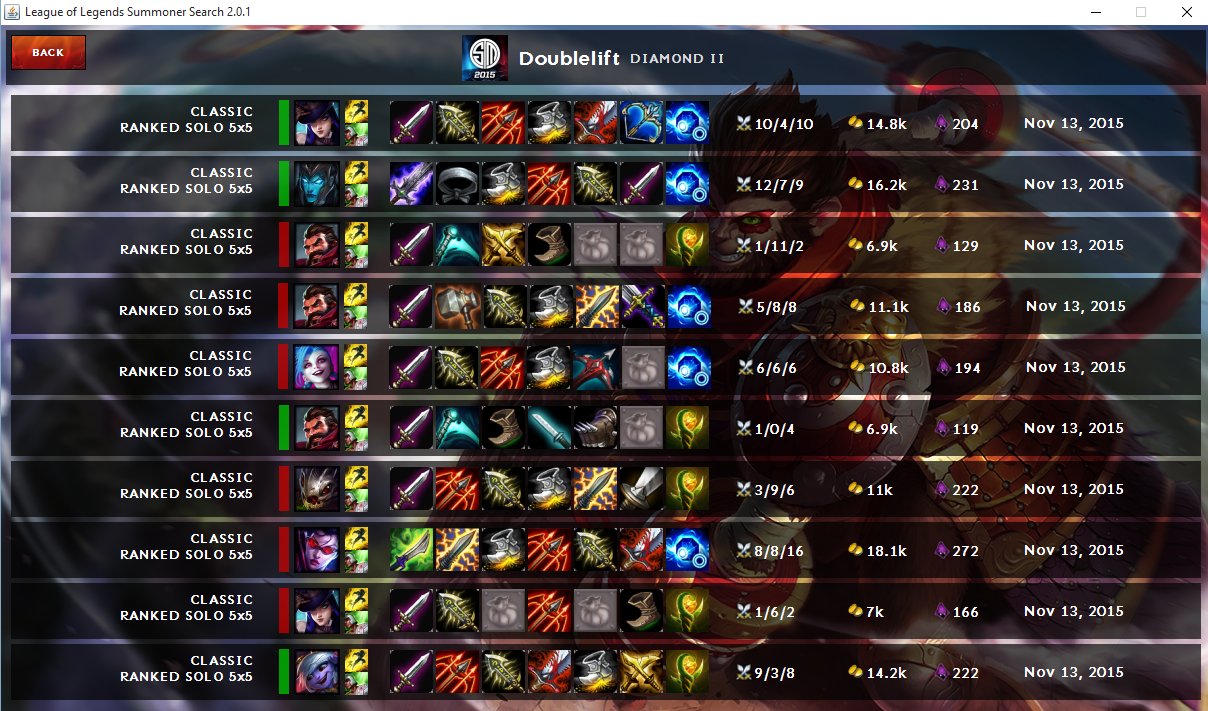 League of Legends Summoner Search 2.0.1
BACK
SM
2015
Doublelift DIAMOND II
CLASSIC
RANKED SOLO 5x5
10/4/10 14.8k 204 Nov 13, 2015
CLASSIC
RANKED SOLO 5x5
12/7/9 16.2k 231 Nov 13, 2015
CLASSIC
RANKED SOLO 5x5
1/11/2 6.9k 129 Nov 13, 2015
CLASSIC
RANKED SOLO 5x5
5/8/8 11.1k 186 Nov 13, 2015
CLASSIC
RANKED SOLO 5x5
6/6/6 10.8k 194 Nov 13, 2015
CLASSIC
RANKED SOLO 5x5
1/0/4 6.9k 119 Nov 13, 2015
CLASSIC
RANKED SOLO 5x5
3/9/6 11k 222 Nov 13, 2015
CLASSIC
RANKED SOLO 5x5
8/8/16 18.1k 272 Nov 13, 2015
CLASSIC
RANKED SOLO 5x5
1/6/2 7k 166 Nov 13, 2015
CLASSIC
RANKED SOLO 5x5
9/3/8 14.2k 222 Nov 13, 2015